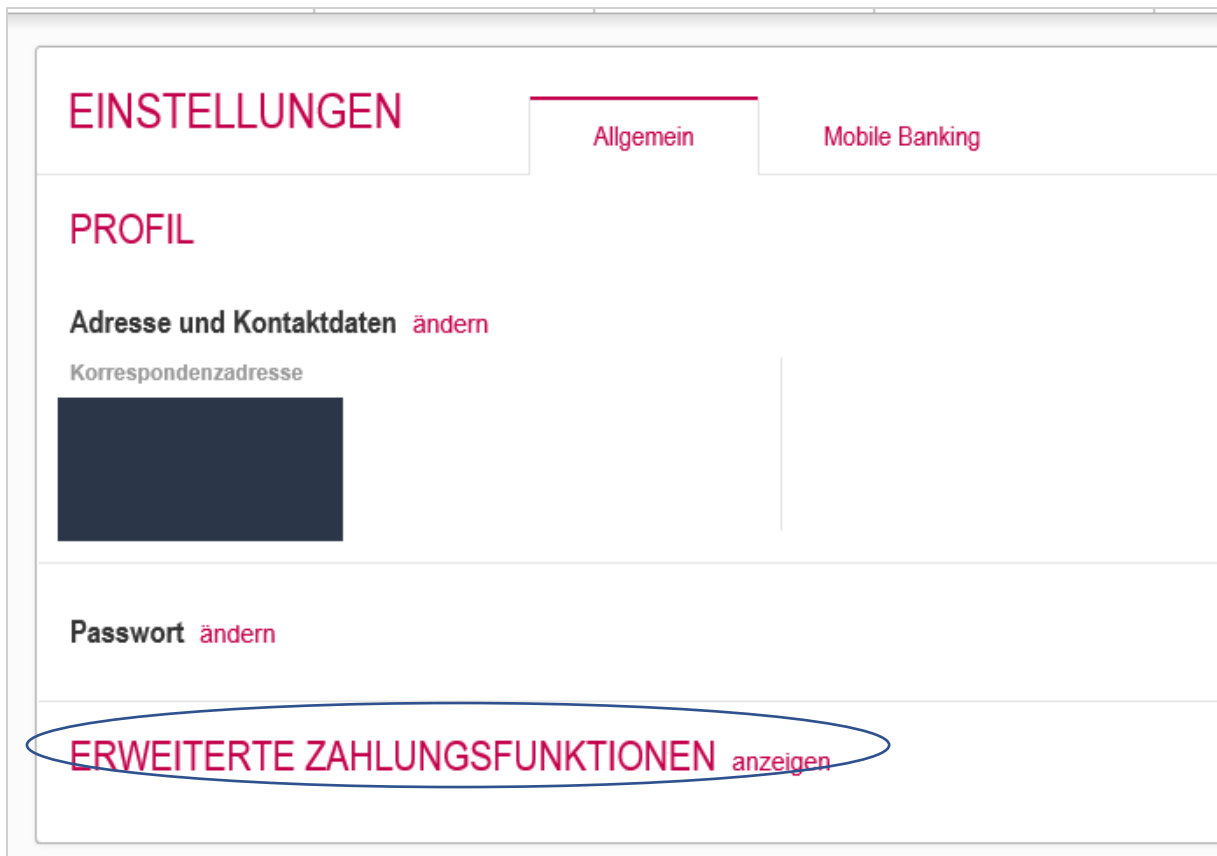 EINSTELLUNGEN
Allgemein
Mobile Banking
PROFIL
Adresse und Kontaktdaten ändern
Korrespondenzadresse
Passwort ändern
ERWEITERTE ZAHLUNGSFUNKTIONEN anzeigen